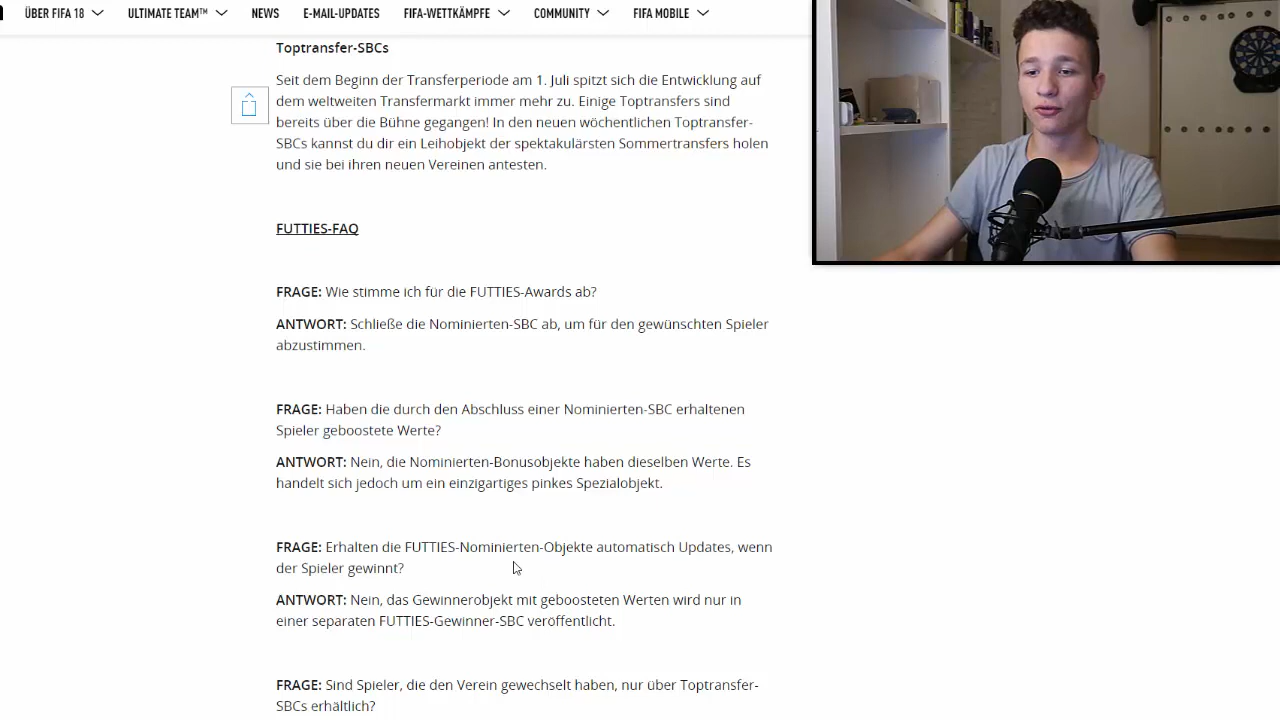 ÜBER FIFA 18 ULTIMATE TEAM™ NEWS E-MAIL-UPDATES FIFA-WETTKÄMPFE COMMUNITY FIFA MOBILE
Toptransfer-SBCs
Seit dem Beginn der Transferperiode am 1. Juli spitzt sich die Entwicklung auf
dem weltweiten Transfermarkt immer mehr zu. Einige Toptransfers sind
bereits über die Bühne gegangen! In den neuen wöchentlichen Toptransfer-
SBCs kannst du dir ein Leihobjekt der spektakulärsten Sommertransfers holen
und sie bei ihren neuen Vereinen antesten.
FUTTIES-FAQ
FRAGE: Wie stimme ich für die FUTTIES-Awards ab?
ANTWORT: Schließe die Nominierten-SBC ab, um für den gewünschten Spieler
abzustimmen.
FRAGE: Haben die durch den Abschluss einer Nominierten-SBC erhaltenen
Spieler geboostete Werte?
ANTWORT: Nein, die Nominierten-Bonusobjekte haben dieselben Werte. Es
handelt sich jedoch um ein einzigartiges pinkes Spezialobjekt.
FRAGE: Erhalten die FUTTIES-Nominierten-Objekte automatisch Updates, wenn
der Spieler gewinnt?
ANTWORT: Nein, das Gewinnerobjekt mit geboosteten Werten wird nur in
einer separaten FUTTIES-Gewinner-SBC veröffentlicht.
FRAGE: Sind Spieler, die den Verein gewechselt haben, nur über Toptransfer-
SBCs erhältlich?